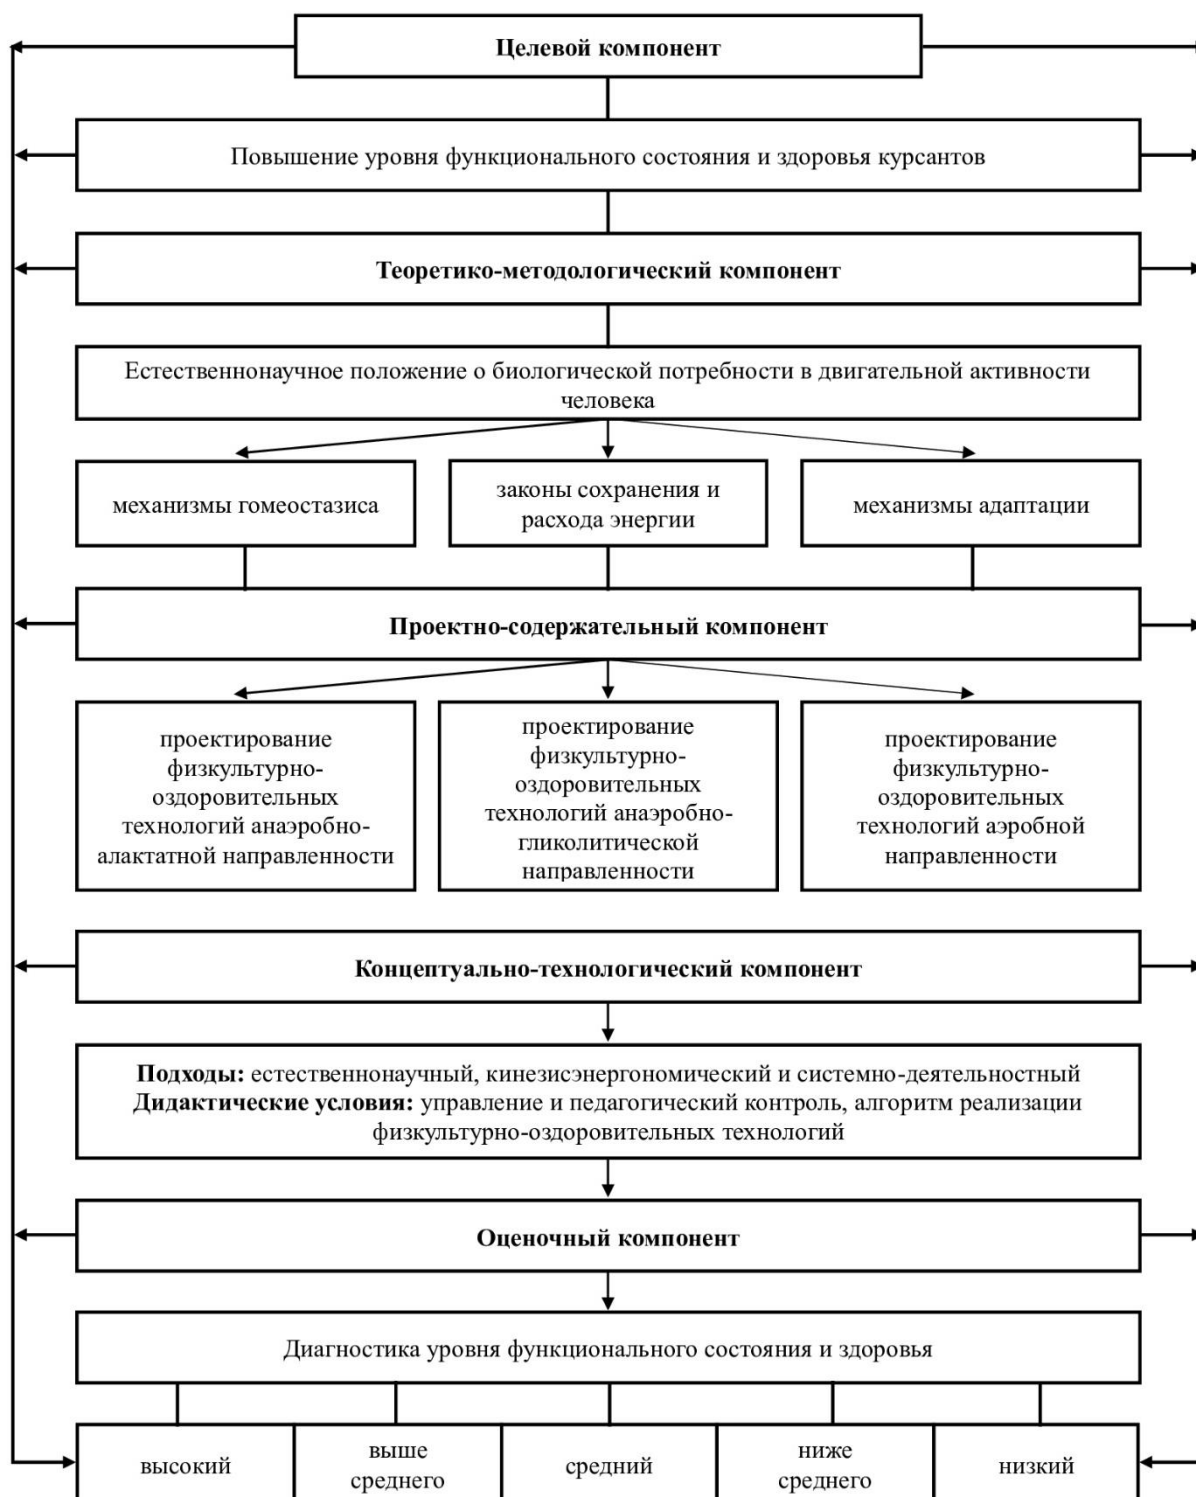 Целевой компонент
Повышение уровня функционального состояния и здоровья курсантов
Теоретико-методологический компонент
Естественнонаучное положение о биологической потребности в двигательной активности
человека
механизмы гомеостазиса
законы сохранения и
расхода энергии
механизмы адаптации
Проектно-содержательный компонент
проектирование
физкультурно-
оздоровительных
технологий анаэробно-
алактатной направленности
проектирование
физкультурно-
оздоровительных
технологий анаэробно-
гликолитической
направленности
проектирование
физкультурно-
оздоровительных
технологий аэробной
направленности
Концептуально-технологический компонент
Подходы: естественнонаучный, кинезисэнергономический и системно-деятельностный
Дидактические условия: управление и педагогический контроль, алгоритм реализации
физкультурно-оздоровительных технологий
Оценочный компонент
Диагностика уровня функционального состояния и здоровья
высокий
выше
среднего
средний
ниже
среднего
низкий